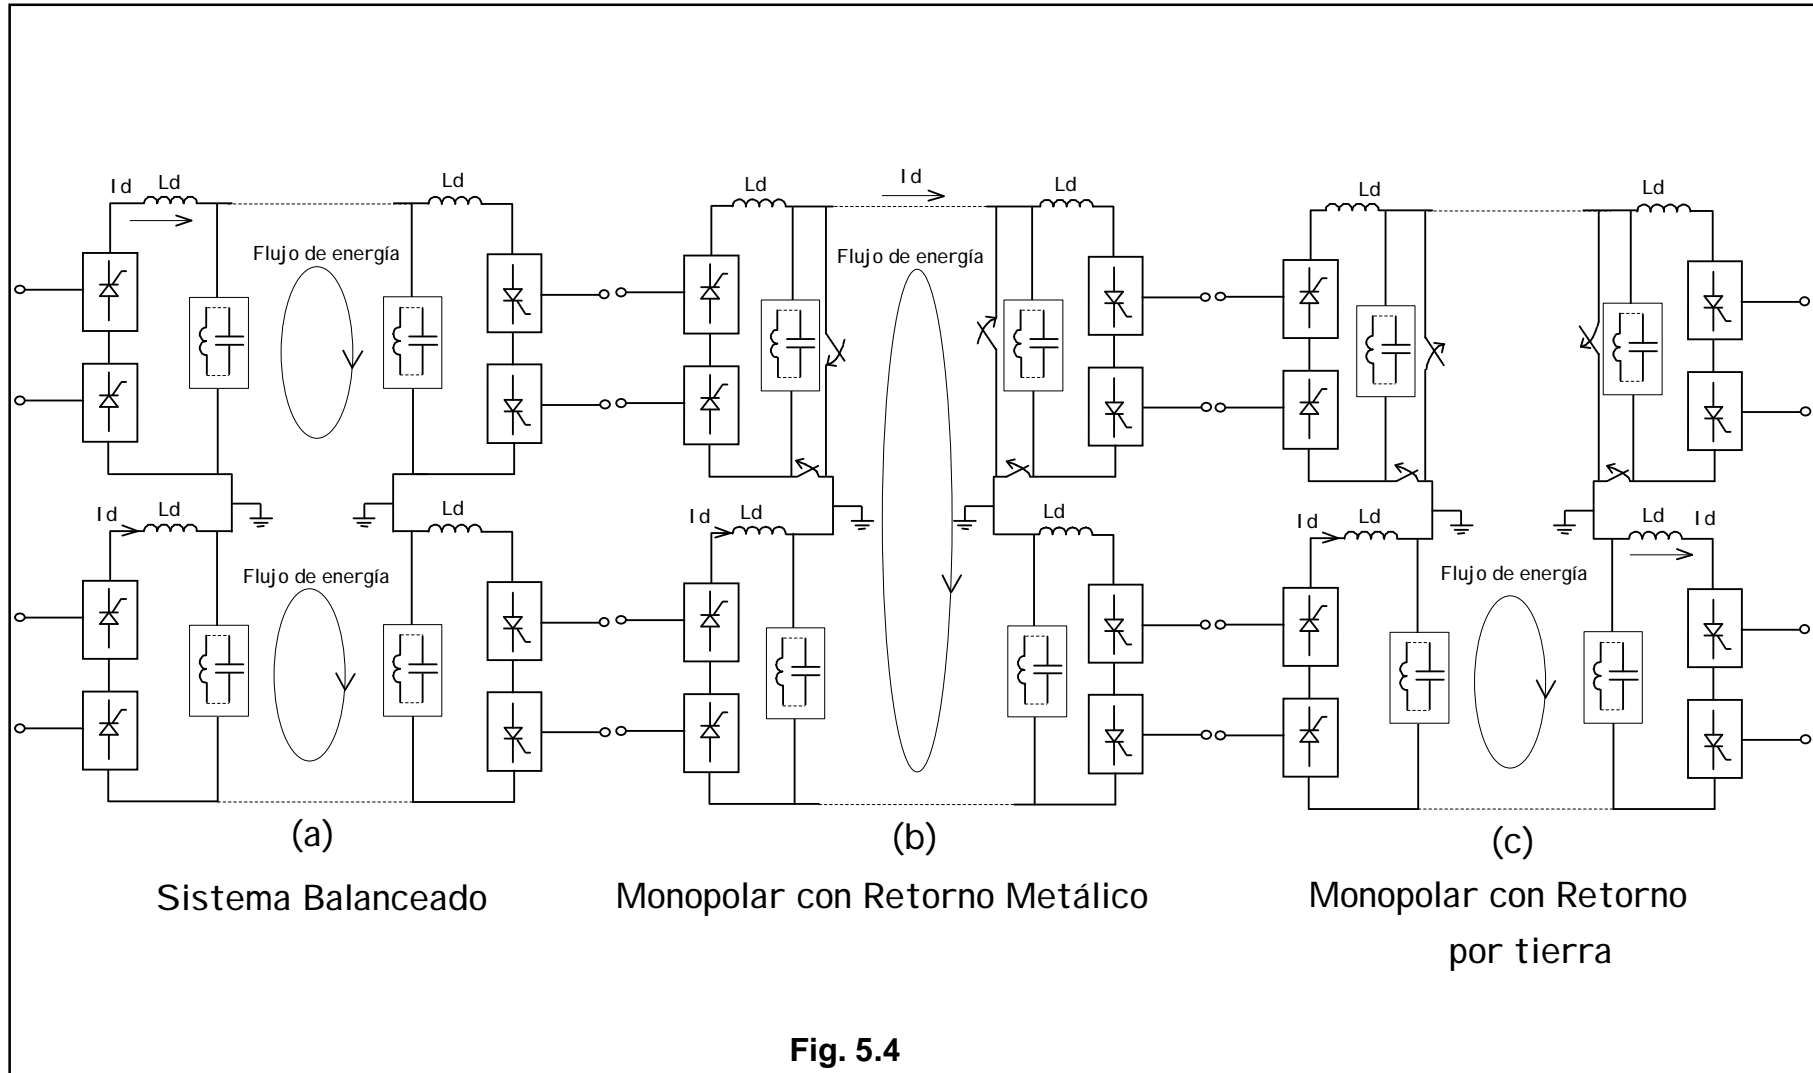 Id Ld Ld
Flujo de energía
Id Ld Ld
Flujo de energía
(a)
Sistema Balanceado
Ld Id Ld
Flujo de energía
Id Ld Ld
(b)
Monopolar con Retorno Metálico
Ld Ld
Id Ld Ld Id
Flujo de energía
(c)
Monopolar con Retorno
por tierra
Fig. 5.4